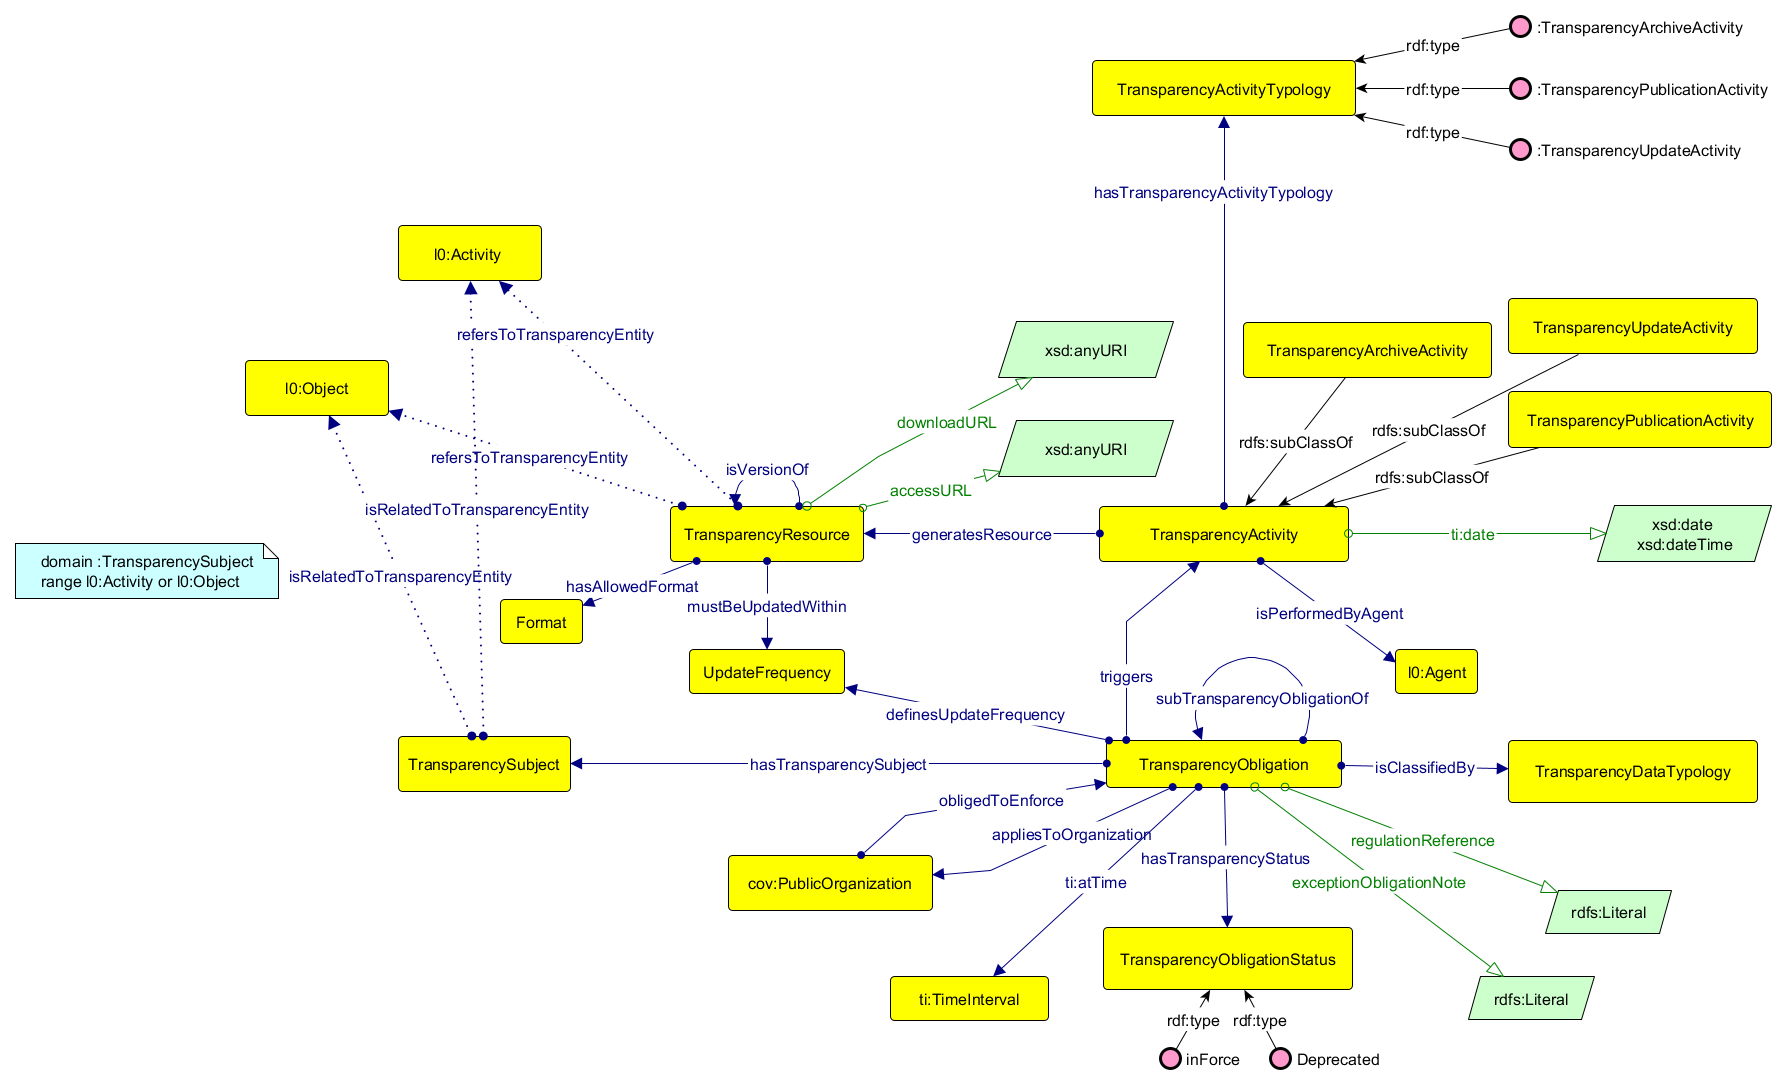 :TransparencyArchiveActivity
rdf:type
TransparencyActivityTypology
rdf:type
:TransparencyPublicationActivity
rdf:type
:TransparencyUpdateActivity
hasTransparencyActivityTypology
l0:Activity
refersToTransparencyEntity
xsd:anyURI
TransparencyArchiveActivity
TransparencyUpdateActivity
l0:Object
downloadURL
TransparencyPublicationActivity
rdfs:subClassOf
rdfs:subClassOf
rdfs:subClassOf
refersToTransparencyEntity
isVersionOf
xsd:anyURI
accessURL
isRelatedToTransparencyEntity
TransparencyResource
generatesResource
TransparencyActivity
ti:date
xsd:date
xsd:dateTime
domain :TransparencySubject
range l0:Activity or l0:Object
isRelatedToTransparencyEntity
hasAllowedFormat
mustBeUpdatedWithin
isPerformedByAgent
Format
UpdateFrequency
triggers
l0:Agent
subTransparencyObligationOf
definesUpdateFrequency
TransparencySubject
hasTransparencySubject
TransparencyObligation
isClassifiedBy
TransparencyDataTypology
obligedToEnforce
appliesToOrganization
regulationReference
hasTransparencyStatus
cov:PublicOrganization
ti:atTime
exceptionObligationNote
rdfs:Literal
TransparencyObligationStatus
ti:TimeInterval
rdfs:Literal
rdf:type
rdf:type
inForce
Deprecated